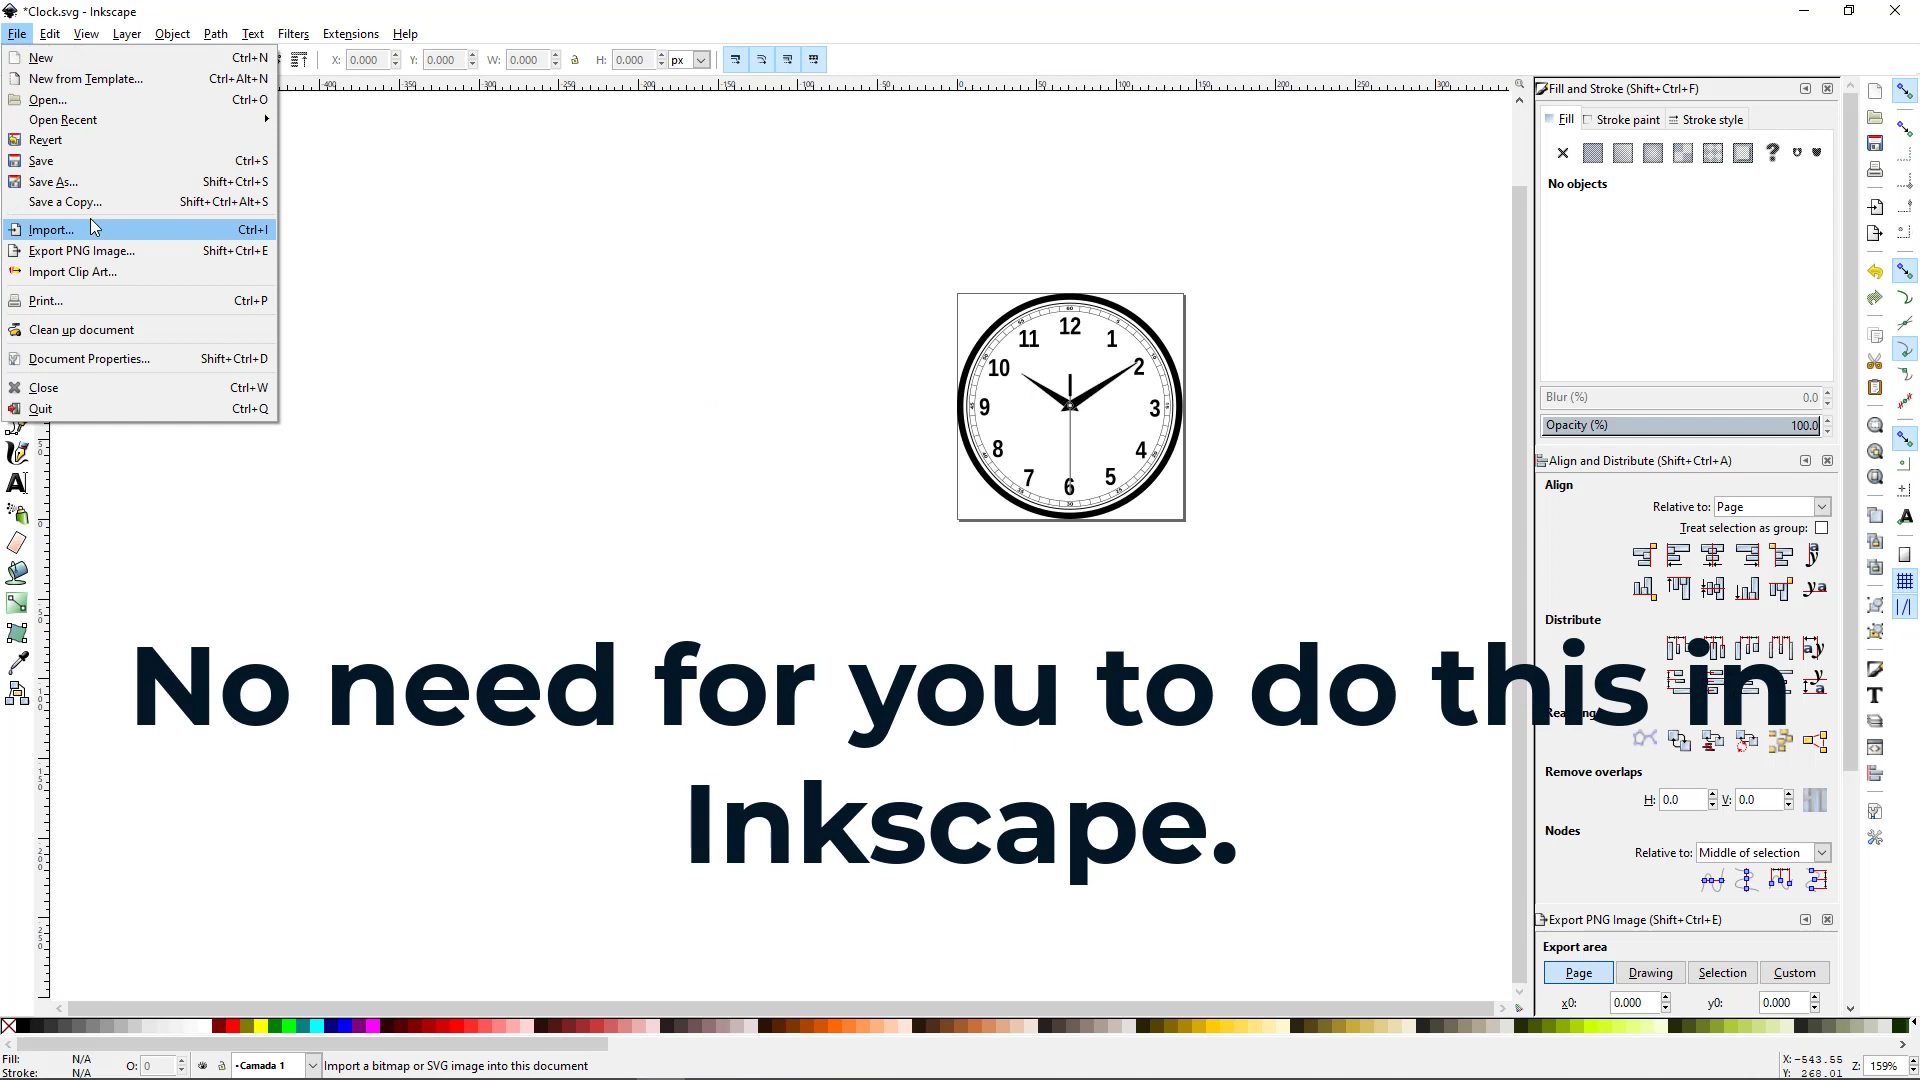 *Clock.svg - Inkscape
File Edit View Layer Object Path Text Filters Extensions Help
New Ctrl+N
New from Template... Ctrl+Alt+N
Open... Ctrl+O
Open Recent
Revert
Save Ctrl+S
Save As... Shift+Ctrl+S
Save a Copy... Shift+Ctrl+Alt+S
Import... Ctrl+I
Export PNG Image... Shift+Ctrl+E
Import Clip Art...
Print... Ctrl+P
Clean up document
Document Properties... Shift+Ctrl+D
Close Ctrl+W
Quit Ctrl+Q
X: 0.000 Y: 0.000 W: 0.000 H: 0.000 px
12
11 1
10 2
9 3
8 4
7 5
6
No need for you to do this in
Inkscape.
Fill and Stroke (Shift+Ctrl+F)
Fill Stroke paint Stroke style
No objects
Blur (%) 0.0
Opacity (%) 100.0
Align and Distribute (Shift+Ctrl+A)
Align
Relative to: Page
Treat selection as group:
Distribute
Remove overlaps
H: 0.0 V: 0.0
Nodes
Relative to: Middle of selection
Export PNG Image (Shift+Ctrl+E)
Export area
Page Drawing Selection Custom
x0: 0.000 y0: 0.000
Fill: N/A
Stroke: N/A
O: 0
•Camada 1
Import a bitmap or SVG image into this document
X: -543.55
Y: 268.01
Z: 159%